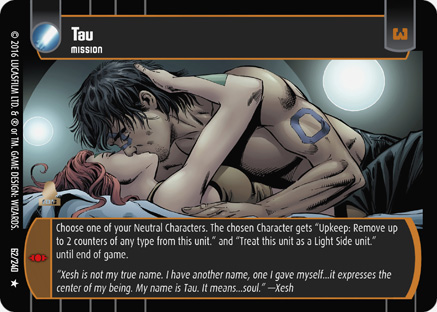 Tau
MISSION
© 2016 LUCASFILM LTD. & ® or TM. GAME DESIGN: WIZARDS.
62/240
Choose one of your Neutral Characters. The chosen Character gets "Upkeep: Remove up
to 2 counters of any type from this unit." and "Treat this unit as a Light Side unit."
until end of game.
"Xesh is not my true name. I have another name, one I gave myself...it expresses the
center of my being. My name is Tau. It means...soul." —Xesh